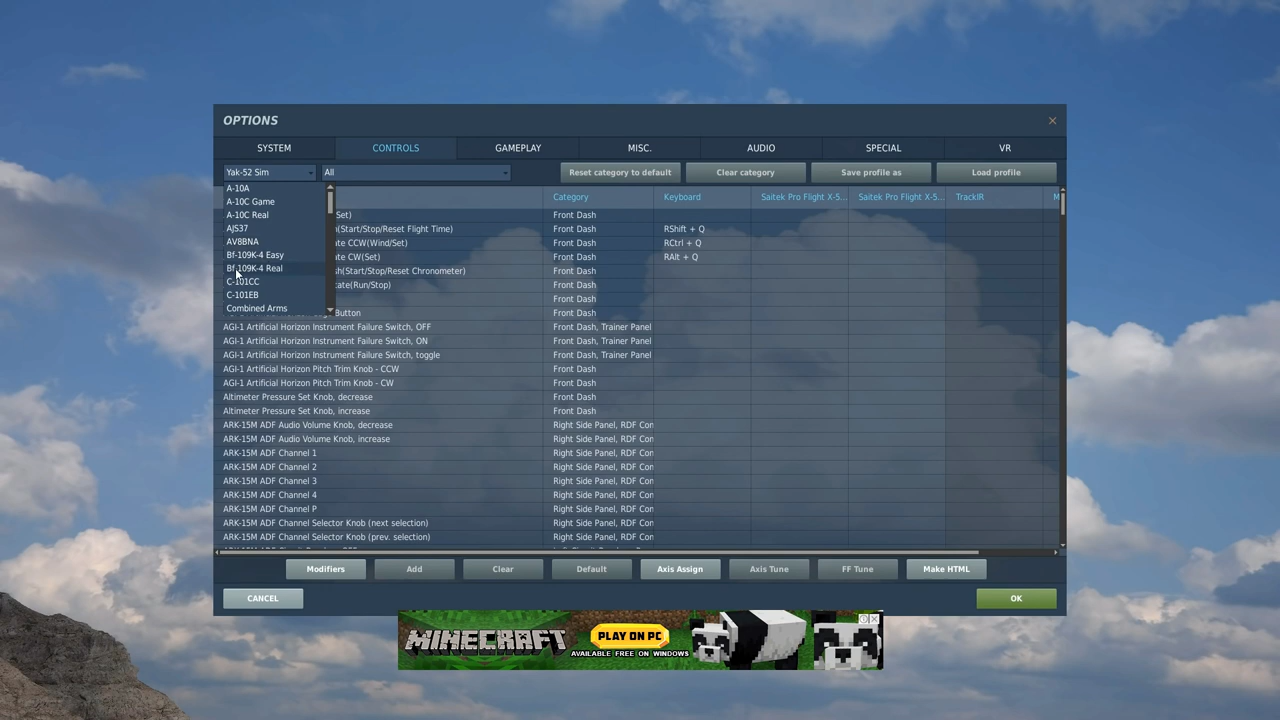 OPTIONS
SYSTEM CONTROLS GAMEPLAY MISC. AUDIO SPECIAL VR
Yak-52 Sim All Reset category to default Clear category Save profile as Load profile
Category Keyboard Saitek Pro Flight X-5... Saitek Pro Flight X-5... TrackIR M
A-10A
A-10C Game
A-10C Real
AJS37
AV8BNA
Bf-109K-4 Easy
Bf-109K-4 Real
C-101CC
C-101EB
Combined Arms
Set) Front Dash
(Start/Stop/Reset Flight Time) Front Dash RShift + Q
te CCW(Wind/Set) Front Dash RCtrl + Q
te CW(Set) Front Dash RAlt + Q
h(Start/Stop/Reset Chronometer) Front Dash
ate(Run/Stop) Front Dash
Front Dash
Button Front Dash
AGI-1 Artificial Horizon Instrument Failure Switch, OFF Front Dash, Trainer Panel
AGI-1 Artificial Horizon Instrument Failure Switch, ON Front Dash, Trainer Panel
AGI-1 Artificial Horizon Instrument Failure Switch, toggle Front Dash, Trainer Panel
AGI-1 Artificial Horizon Pitch Trim Knob - CCW Front Dash
AGI-1 Artificial Horizon Pitch Trim Knob - CW Front Dash
Altimeter Pressure Set Knob, decrease Front Dash
Altimeter Pressure Set Knob, increase Front Dash
ARK-15M ADF Audio Volume Knob, decrease Right Side Panel, RDF Con
ARK-15M ADF Audio Volume Knob, increase Right Side Panel, RDF Con
ARK-15M ADF Channel 1 Right Side Panel, RDF Con
ARK-15M ADF Channel 2 Right Side Panel, RDF Con
ARK-15M ADF Channel 3 Right Side Panel, RDF Con
ARK-15M ADF Channel 4 Right Side Panel, RDF Con
ARK-15M ADF Channel P Right Side Panel, RDF Con
ARK-15M ADF Channel Selector Knob (next selection) Right Side Panel, RDF Con
ARK-15M ADF Channel Selector Knob (prev. selection) Right Side Panel, RDF Con
Modifiers Add Clear Default Axis Assign Axis Tune FF Tune Make HTML
CANCEL OK
MINECRAFT
PLAY ON PC
AVAILABLE FREE ON WINDOWS